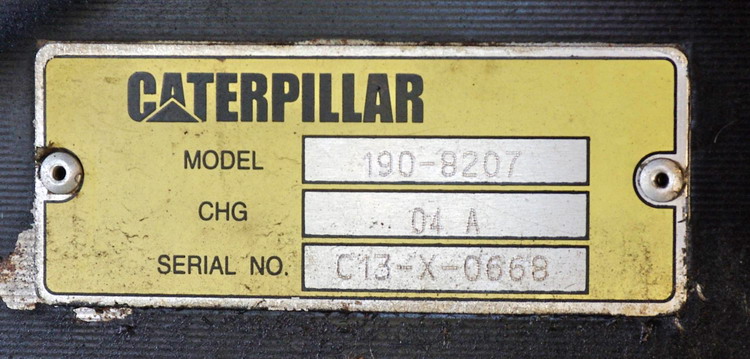 CATERPILLAR
MODEL 190-8207
CHG 04 A
SERIAL NO. C13-X-0668